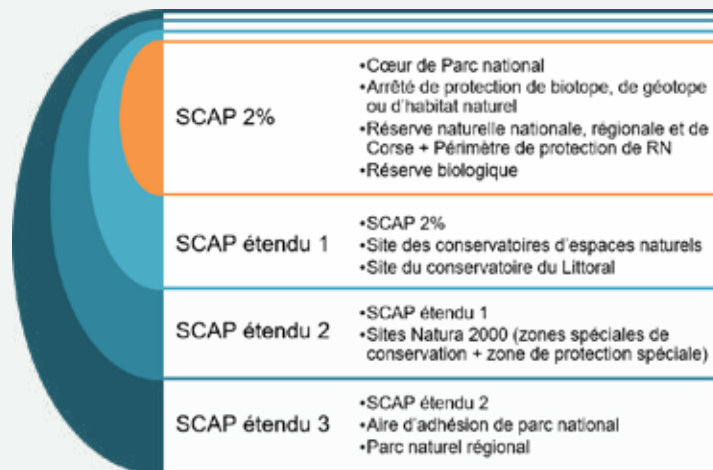 SCAP 2%
•Cœur de Parc national
•Arrêté de protection de biotope, de géotope
ou d'habitat naturel
•Réserve naturelle nationale, régionale et de
Corse + Périmètre de protection de RN
•Réserve biologique
SCAP étendu 1
•SCAP 2%
•Site des conservatoires d'espaces naturels
•Site du conservatoire du Littoral
SCAP étendu 2
•SCAP étendu 1
•Sites Natura 2000 (zones spéciales de
conservation + zone de protection spéciale)
SCAP étendu 3
•SCAP étendu 2
•Aire d'adhésion de parc national
•Parc naturel régional